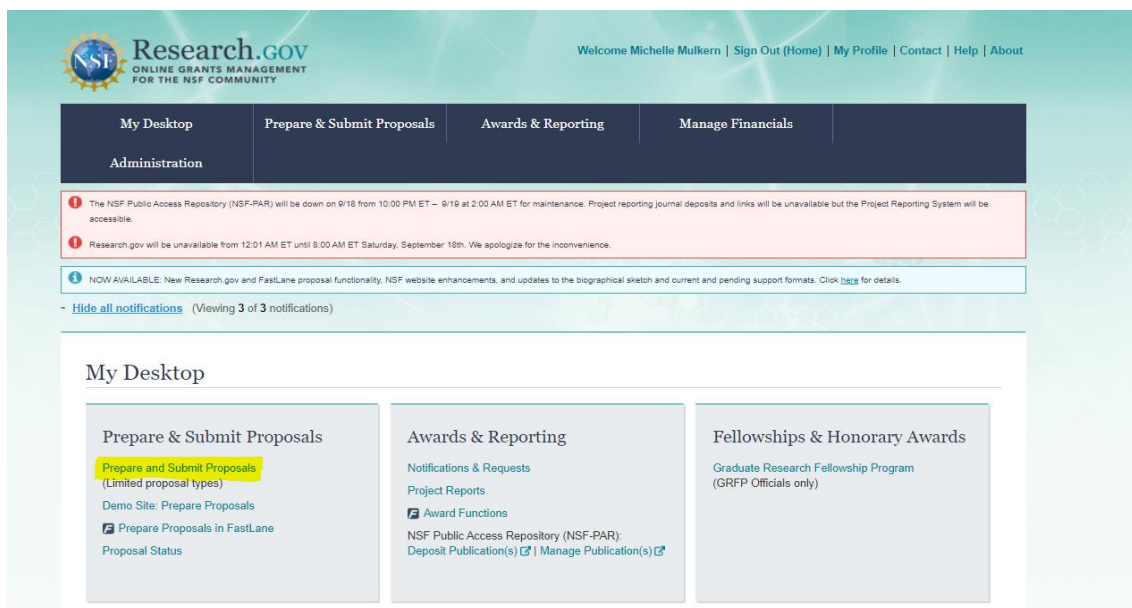 NSF
Research.gov
ONLINE GRANTS MANAGEMENT
FOR THE NSF COMMUNITY
Welcome Michelle Mulkern | Sign Out (Home) | My Profile | Contact | Help | About
My Desktop
Prepare & Submit Proposals
Awards & Reporting
Manage Financials
Administration
The NSF Public Access Repository (NSF-PAR) will be down on 9/18 from 10:00 PM ET – 9/19 at 2:00 AM ET for maintenance. Project reporting journal deposits and links will be unavailable but the Project Reporting System will be
accessible.
Research.gov will be unavailable from 12:01 AM ET until 8:00 AM ET Saturday, September 18th. We apologize for the inconvenience.
NOW AVAILABLE: New Research.gov and FastLane proposal functionality, NSF website enhancements, and updates to the biographical sketch and current and pending support formats. Click here for details.
- Hide all notifications (Viewing 3 of 3 notifications)
My Desktop
Prepare & Submit Proposals
Prepare and Submit Proposals
(Limited proposal types)
Demo Site: Prepare Proposals
Prepare Proposals in FastLane
Proposal Status
Awards & Reporting
Notifications & Requests
Project Reports
Award Functions
NSF Public Access Repository (NSF-PAR):
Deposit Publication(s) | Manage Publication(s)
Fellowships & Honorary Awards
Graduate Research Fellowship Program
(GRFP Officials only)